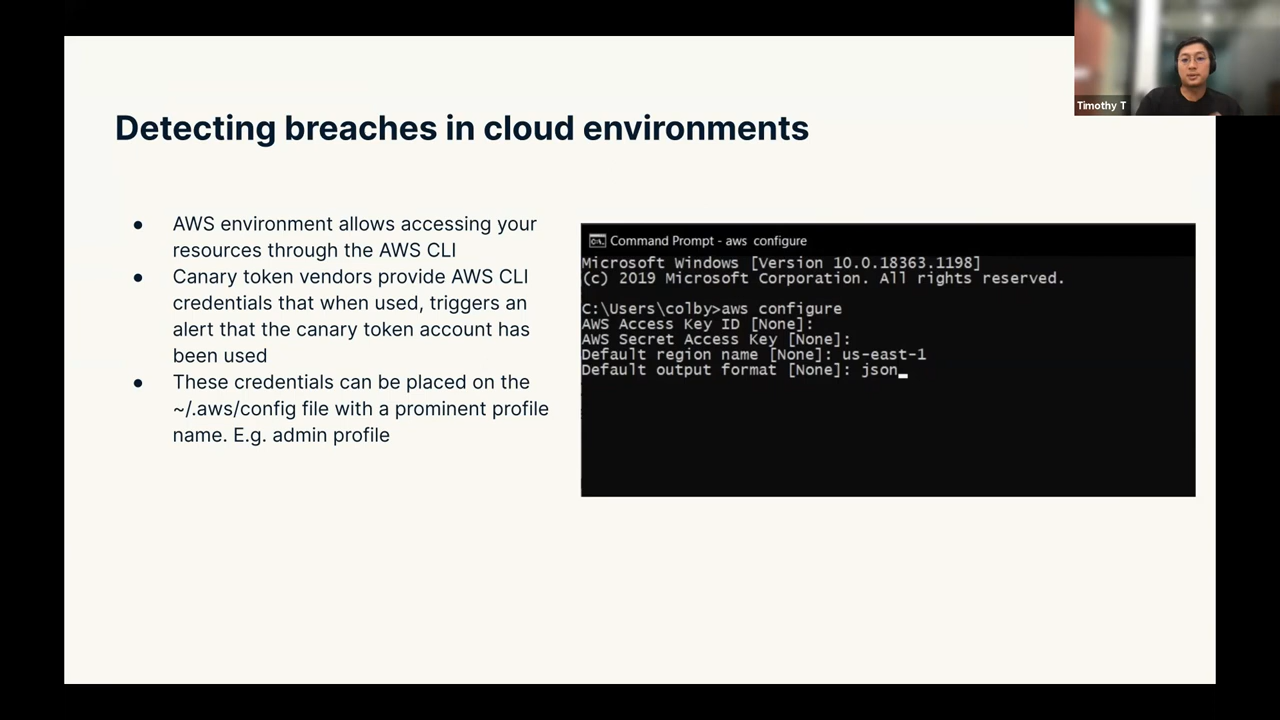 Timothy T
Detecting breaches in cloud environments
● AWS environment allows accessing your
resources through the AWS CLI
● Canary token vendors provide AWS CLI
credentials that when used, triggers an
alert that the canary token account has
been used
● These credentials can be placed on the
~/.aws/config file with a prominent profile
name. E.g. admin profile
Command Prompt - aws configure
Microsoft Windows [Version 10.0.18363.1198]
(c) 2019 Microsoft Corporation. All rights reserved.
C:\Users\colby>aws configure
AWS Access Key ID [None]:
AWS Secret Access Key [None]:
Default region name [None]: us-east-1
Default output format [None]: json